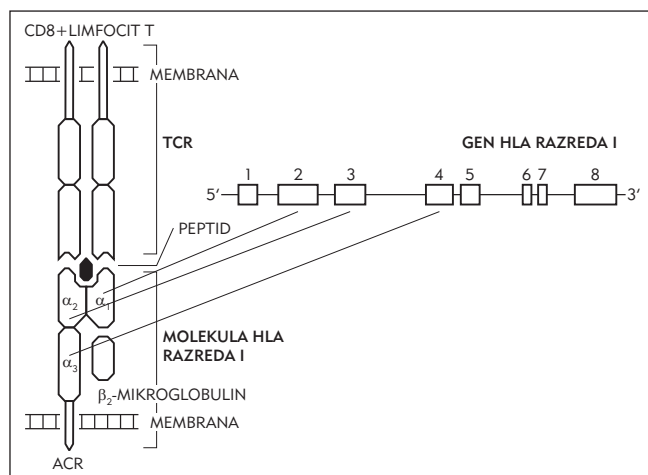 CD8+LIMFOCIT T
MEMBRANA
TCR
GEN HLA RAZREDA I
1 2 3 4 5 6 7 8
5' 3'
PEPTID
α₂ α₁
MOLEKULA HLA
RAZREDA I
α₃
β₂-MIKROGLOBULIN
MEMBRANA
ACR